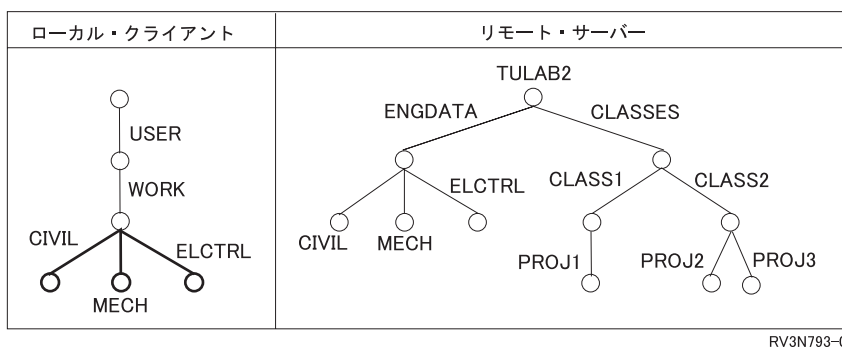 ローカル・クライアント
リモート・サーバー
USER
WORK
CIVIL
ELCTRL
MECH
TULAB2
ENGDATA
CLASSES
ELCTRL
CLASS1
CLASS2
CIVIL
MECH
PROJ1
PROJ2
PROJ3